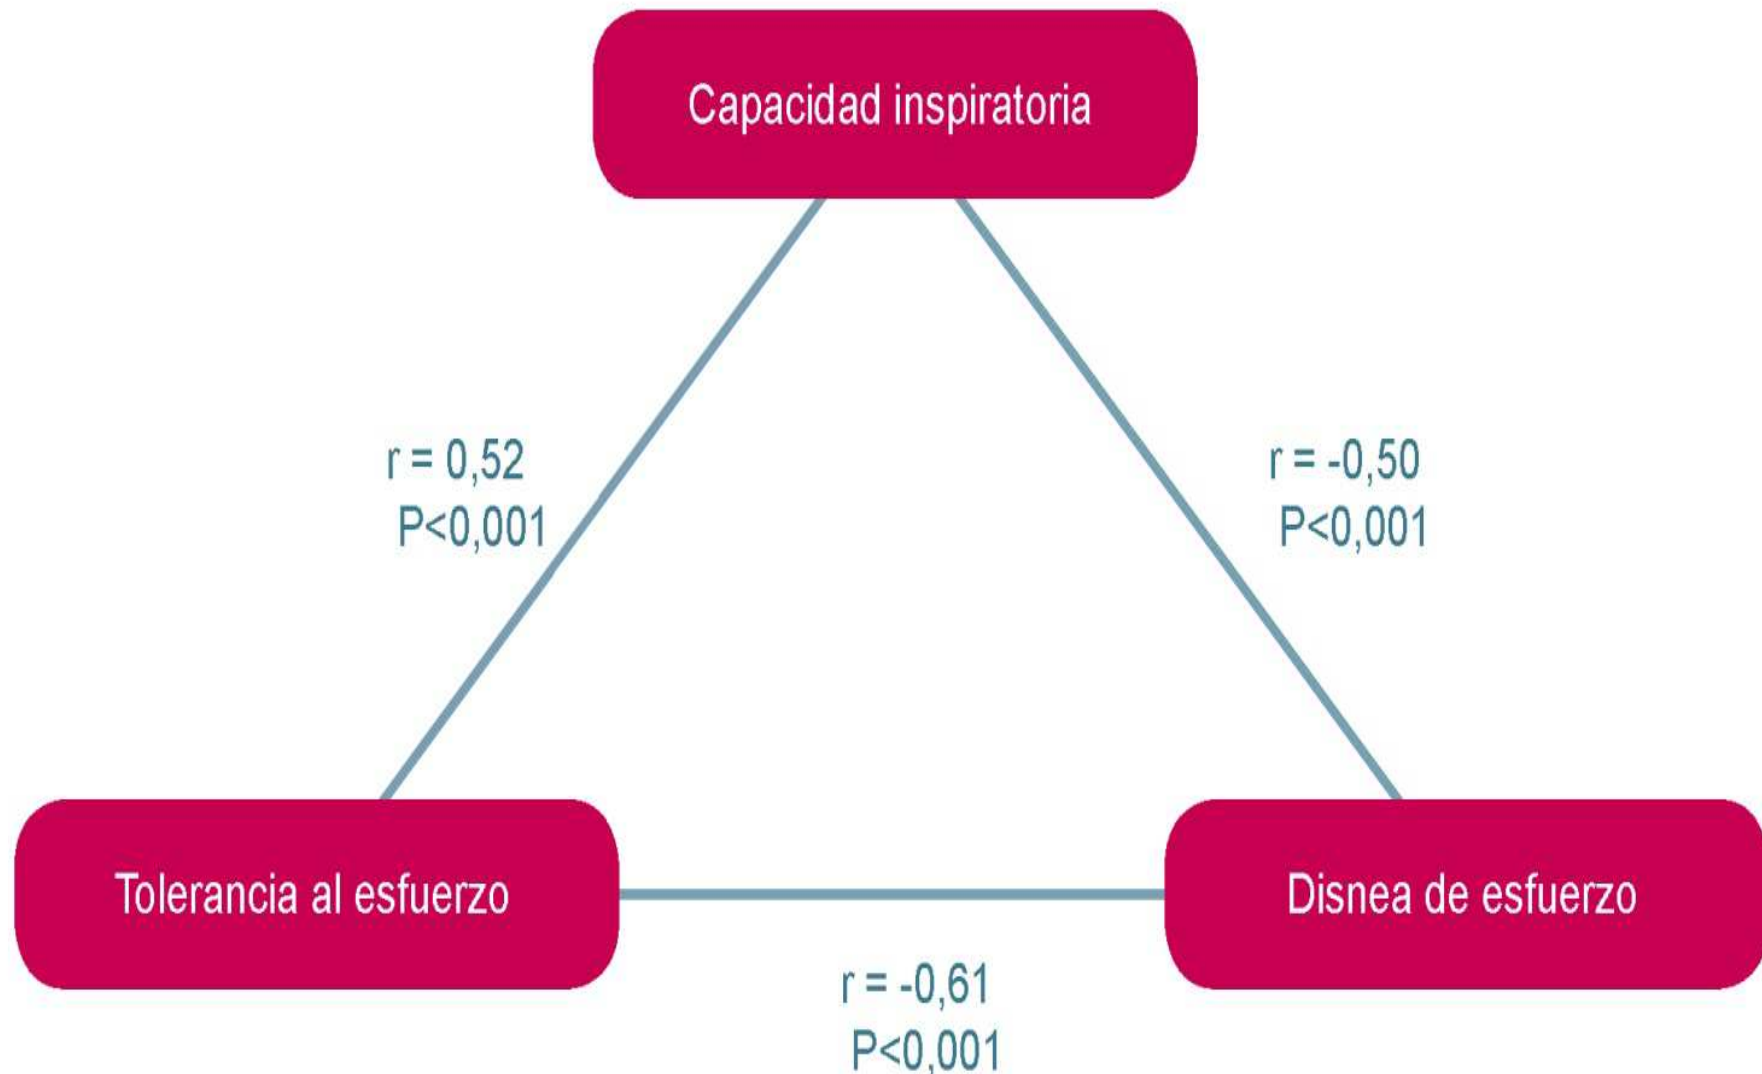 Capacidad inspiratoria
r = 0,52
P<0,001
r = -0,50
P<0,001
Tolerancia al esfuerzo
Disnea de esfuerzo
r = -0,61
P<0,001